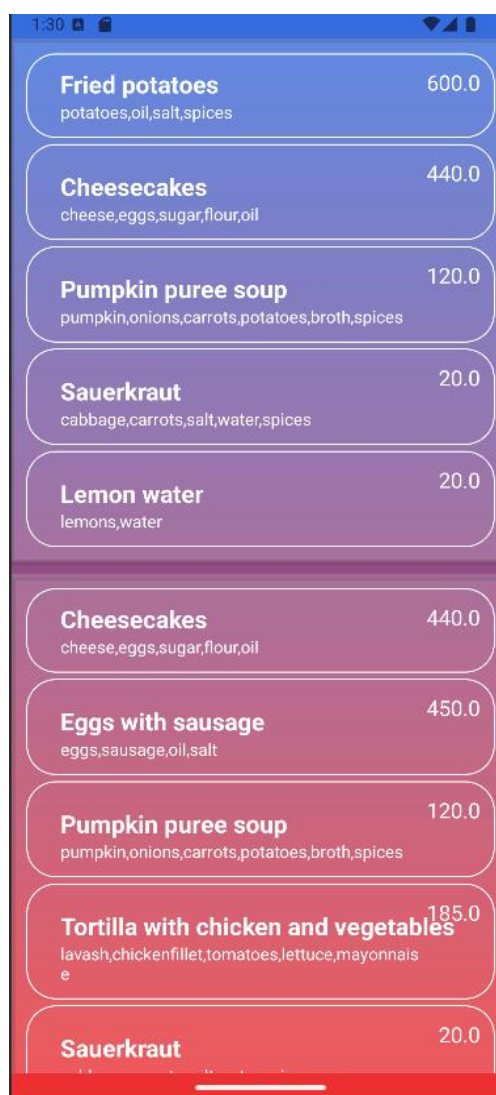 1:30
Fried potatoes 600.0
potatoes,oil,salt,spices
Cheesecakes 440.0
cheese,eggs,sugar,flour,oil
Pumpkin puree soup 120.0
pumpkin,onions,carrots,potatoes,broth,spices
Sauerkraut 20.0
cabbage,carrots,salt,water,spices
Lemon water 20.0
lemons,water
Cheesecakes 440.0
cheese,eggs,sugar,flour,oil
Eggs with sausage 450.0
eggs,sausage,oil,salt
Pumpkin puree soup 120.0
pumpkin,onions,carrots,potatoes,broth,spices
Tortilla with chicken and vegetables 185.0
lavash,chickenfillet,tomatoes,lettuce,mayonnais
e
Sauerkraut 20.0